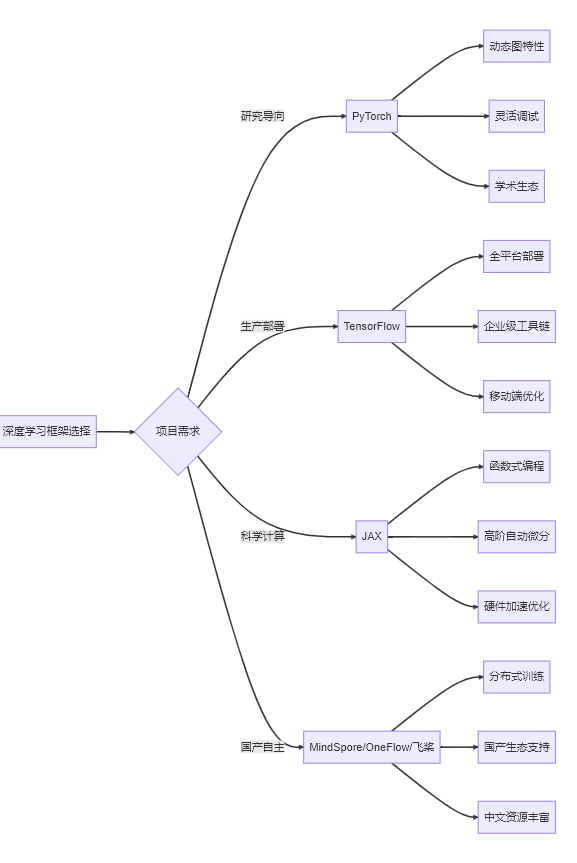 深度学习框架选择
项目需求
研究导向
PyTorch
动态图特性
灵活调试
学术生态
生产部署
TensorFlow
全平台部署
企业级工具链
移动端优化
科学计算
JAX
函数式编程
高阶自动微分
硬件加速优化
国产自主
MindSpore/OneFlow/飞桨
分布式训练
国产生态支持
中文资源丰富